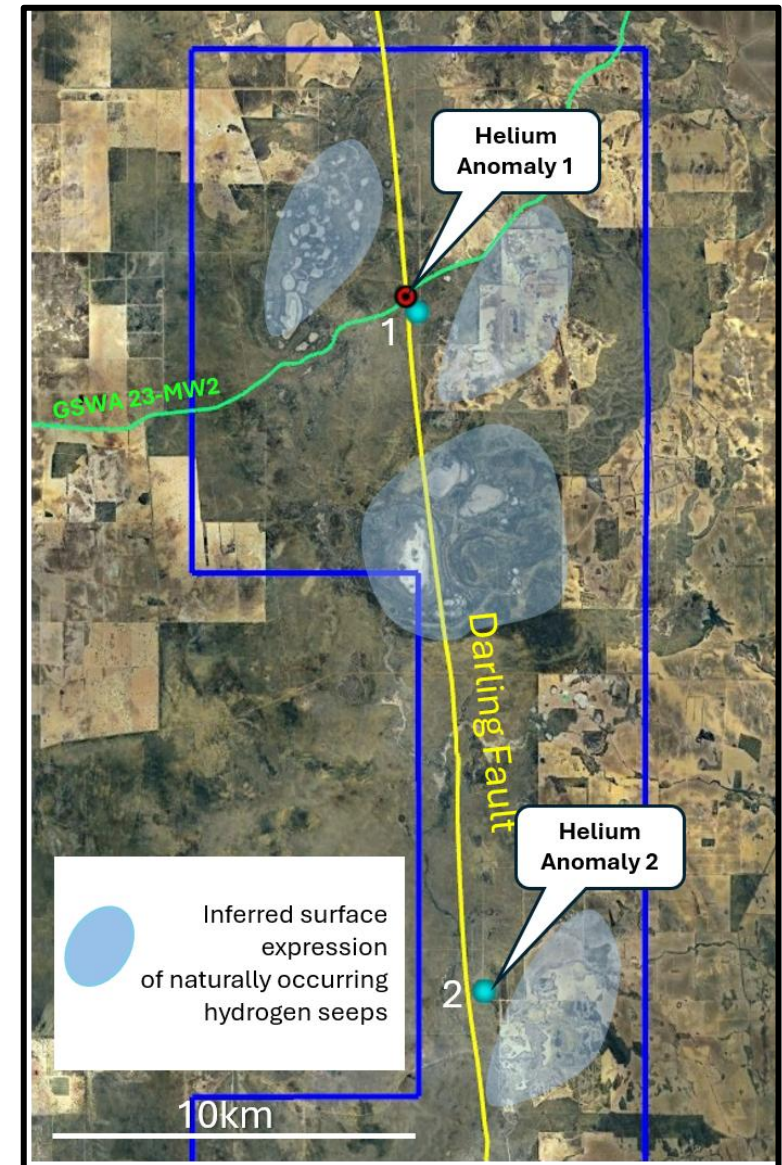 Helium
Anomaly 1
1
GSWA 23-MW2
Darling Fault
Helium
Anomaly 2
2
Inferred surface
expression
of naturally occurring
hydrogen seeps
10km